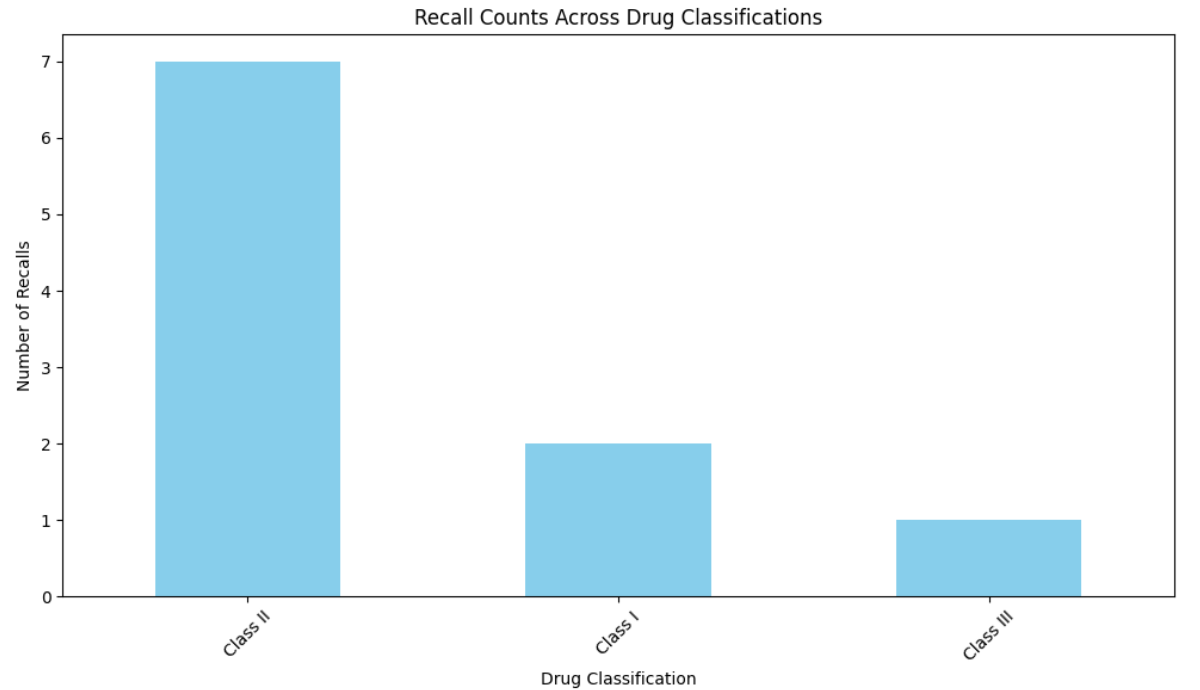 Recall Counts Across Drug Classifications
Number of Recalls
7
6
5
4
3
2
1
0
Class II
Class I
Class III
Drug Classification